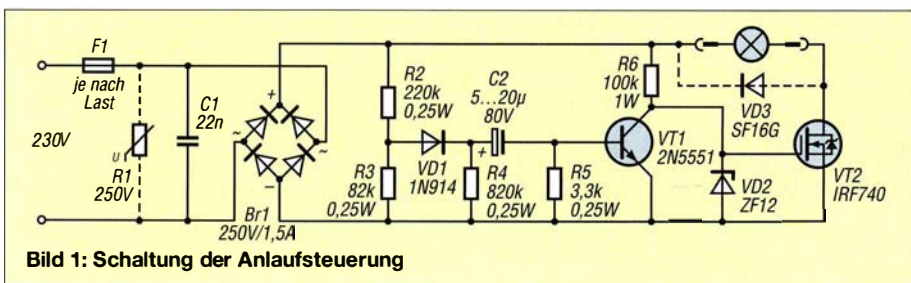 F1
je nach
Last
230V
U
R1
250V
C1
22n
+
~
~
−
Br1
250V/1,5A
R2
220k
0,25W
R3
82k
0,25W
VD1
1N914
C2
5...20µ
80V
+
R4
820k
0,25W
R5
3,3k
0,25W
R6
100k
1W
VT1
2N5551
VD3
SF16G
VD2
ZF12
VT2
IRF740
Bild 1: Schaltung der Anlaufsteuerung